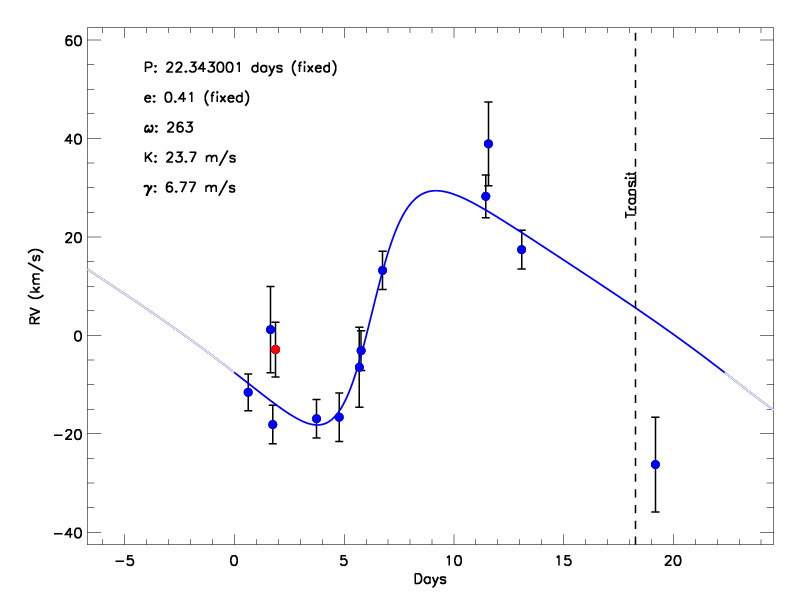 P: 22.343001 days (fixed)
e: 0.41 (fixed)
ω: 263
K: 23.7 m/s
γ: 6.77 m/s
Transit
RV (km/s)
60
40
20
0
−20
−40
−5 0 5 10 15 20
Days